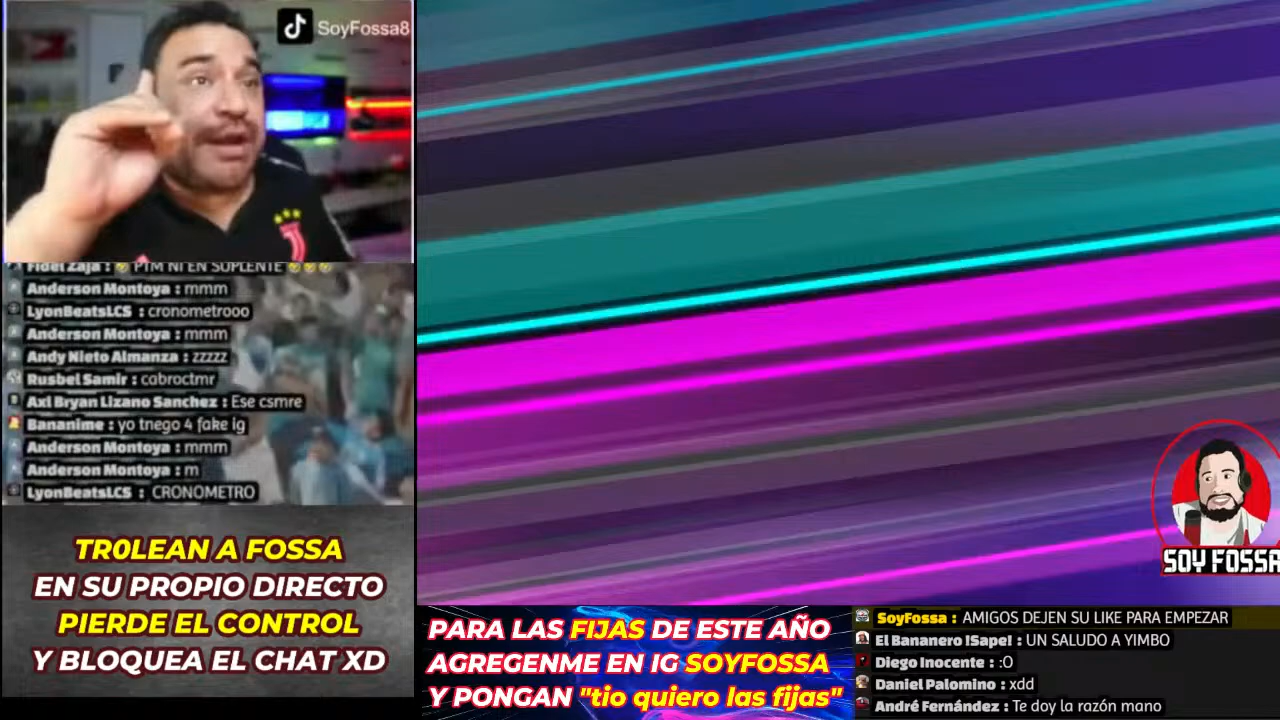 SoyFossa8
Fidel Zaja : 🤣 PTM NI EN SUPLENTE 🤣🤣🤣
Anderson Montoya : mmm
LyonBeatsLCS : cronometrooo
Anderson Montoya : mmm
Andy Nieto Almanza : zzzzz
Rusbel Samir : cabroctmr
Axl Bryan Lizano Sanchez : Ese csmre
Bananime : yo tnego 4 fake ig
Anderson Montoya : mmm
Anderson Montoya : m
LyonBeatsLCS : CRONOMETRO
TR0LEAN A FOSSA
EN SU PROPIO DIRECTO
PIERDE EL CONTROL
Y BLOQUEA EL CHAT XD
SOY FOSSA
PARA LAS FIJAS DE ESTE AÑO
AGREGENME EN IG SOYFOSSA
Y PONGAN "tio quiero las fijas"
SoyFossa : AMIGOS DEJEN SU LIKE PARA EMPEZAR
El Bananero ISape! : UN SALUDO A YIMBO
Diego Inocente : :O
Daniel Palomino : xdd
André Fernández : Te doy la razón mano